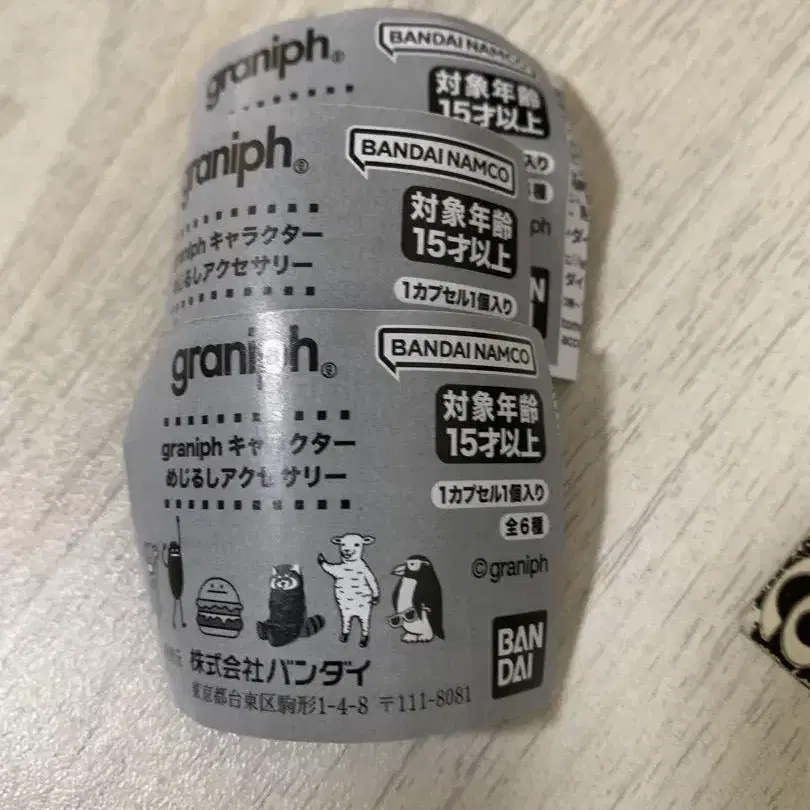 graniph®
BANDAI NAMCO
対象年齢
15才以上
入り
種
graniph®
BANDAI NAMCO
対象年齢
15才以上
graniph キャラクター
めじるしアクセサリー
1カプセル1個入り
graniph®
BANDAI NAMCO
対象年齢
15才以上
graniph キャラクター
めじるしアクセサリー
1カプセル1個入り
全6種
©graniph
BAN
DAI
株式会社バンダイ
東京都台東区駒形1-4-8 〒111-8081